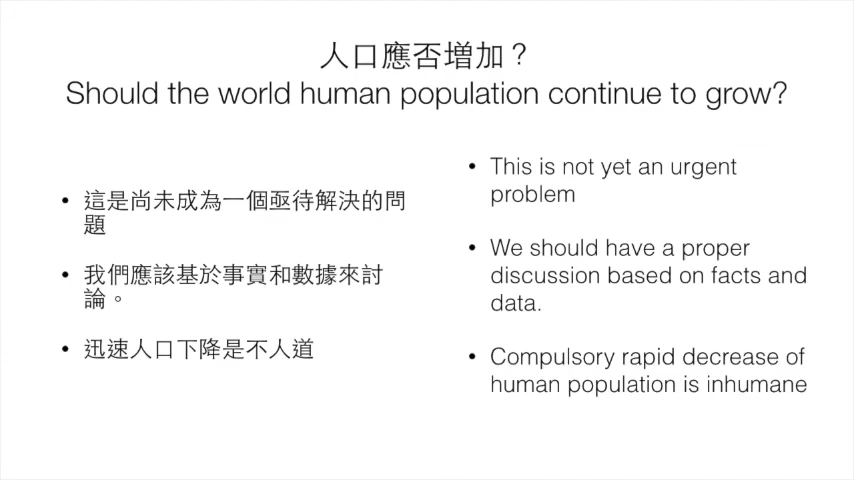 人口應否增加？
Should the world human population continue to grow?
• 這是尚未成為一個亟待解決的問
題
• 我們應該基於事實和數據來討
論。
• 迅速人口下降是不人道
• This is not yet an urgent
problem
• We should have a proper
discussion based on facts and
data.
• Compulsory rapid decrease of
human population is inhumane